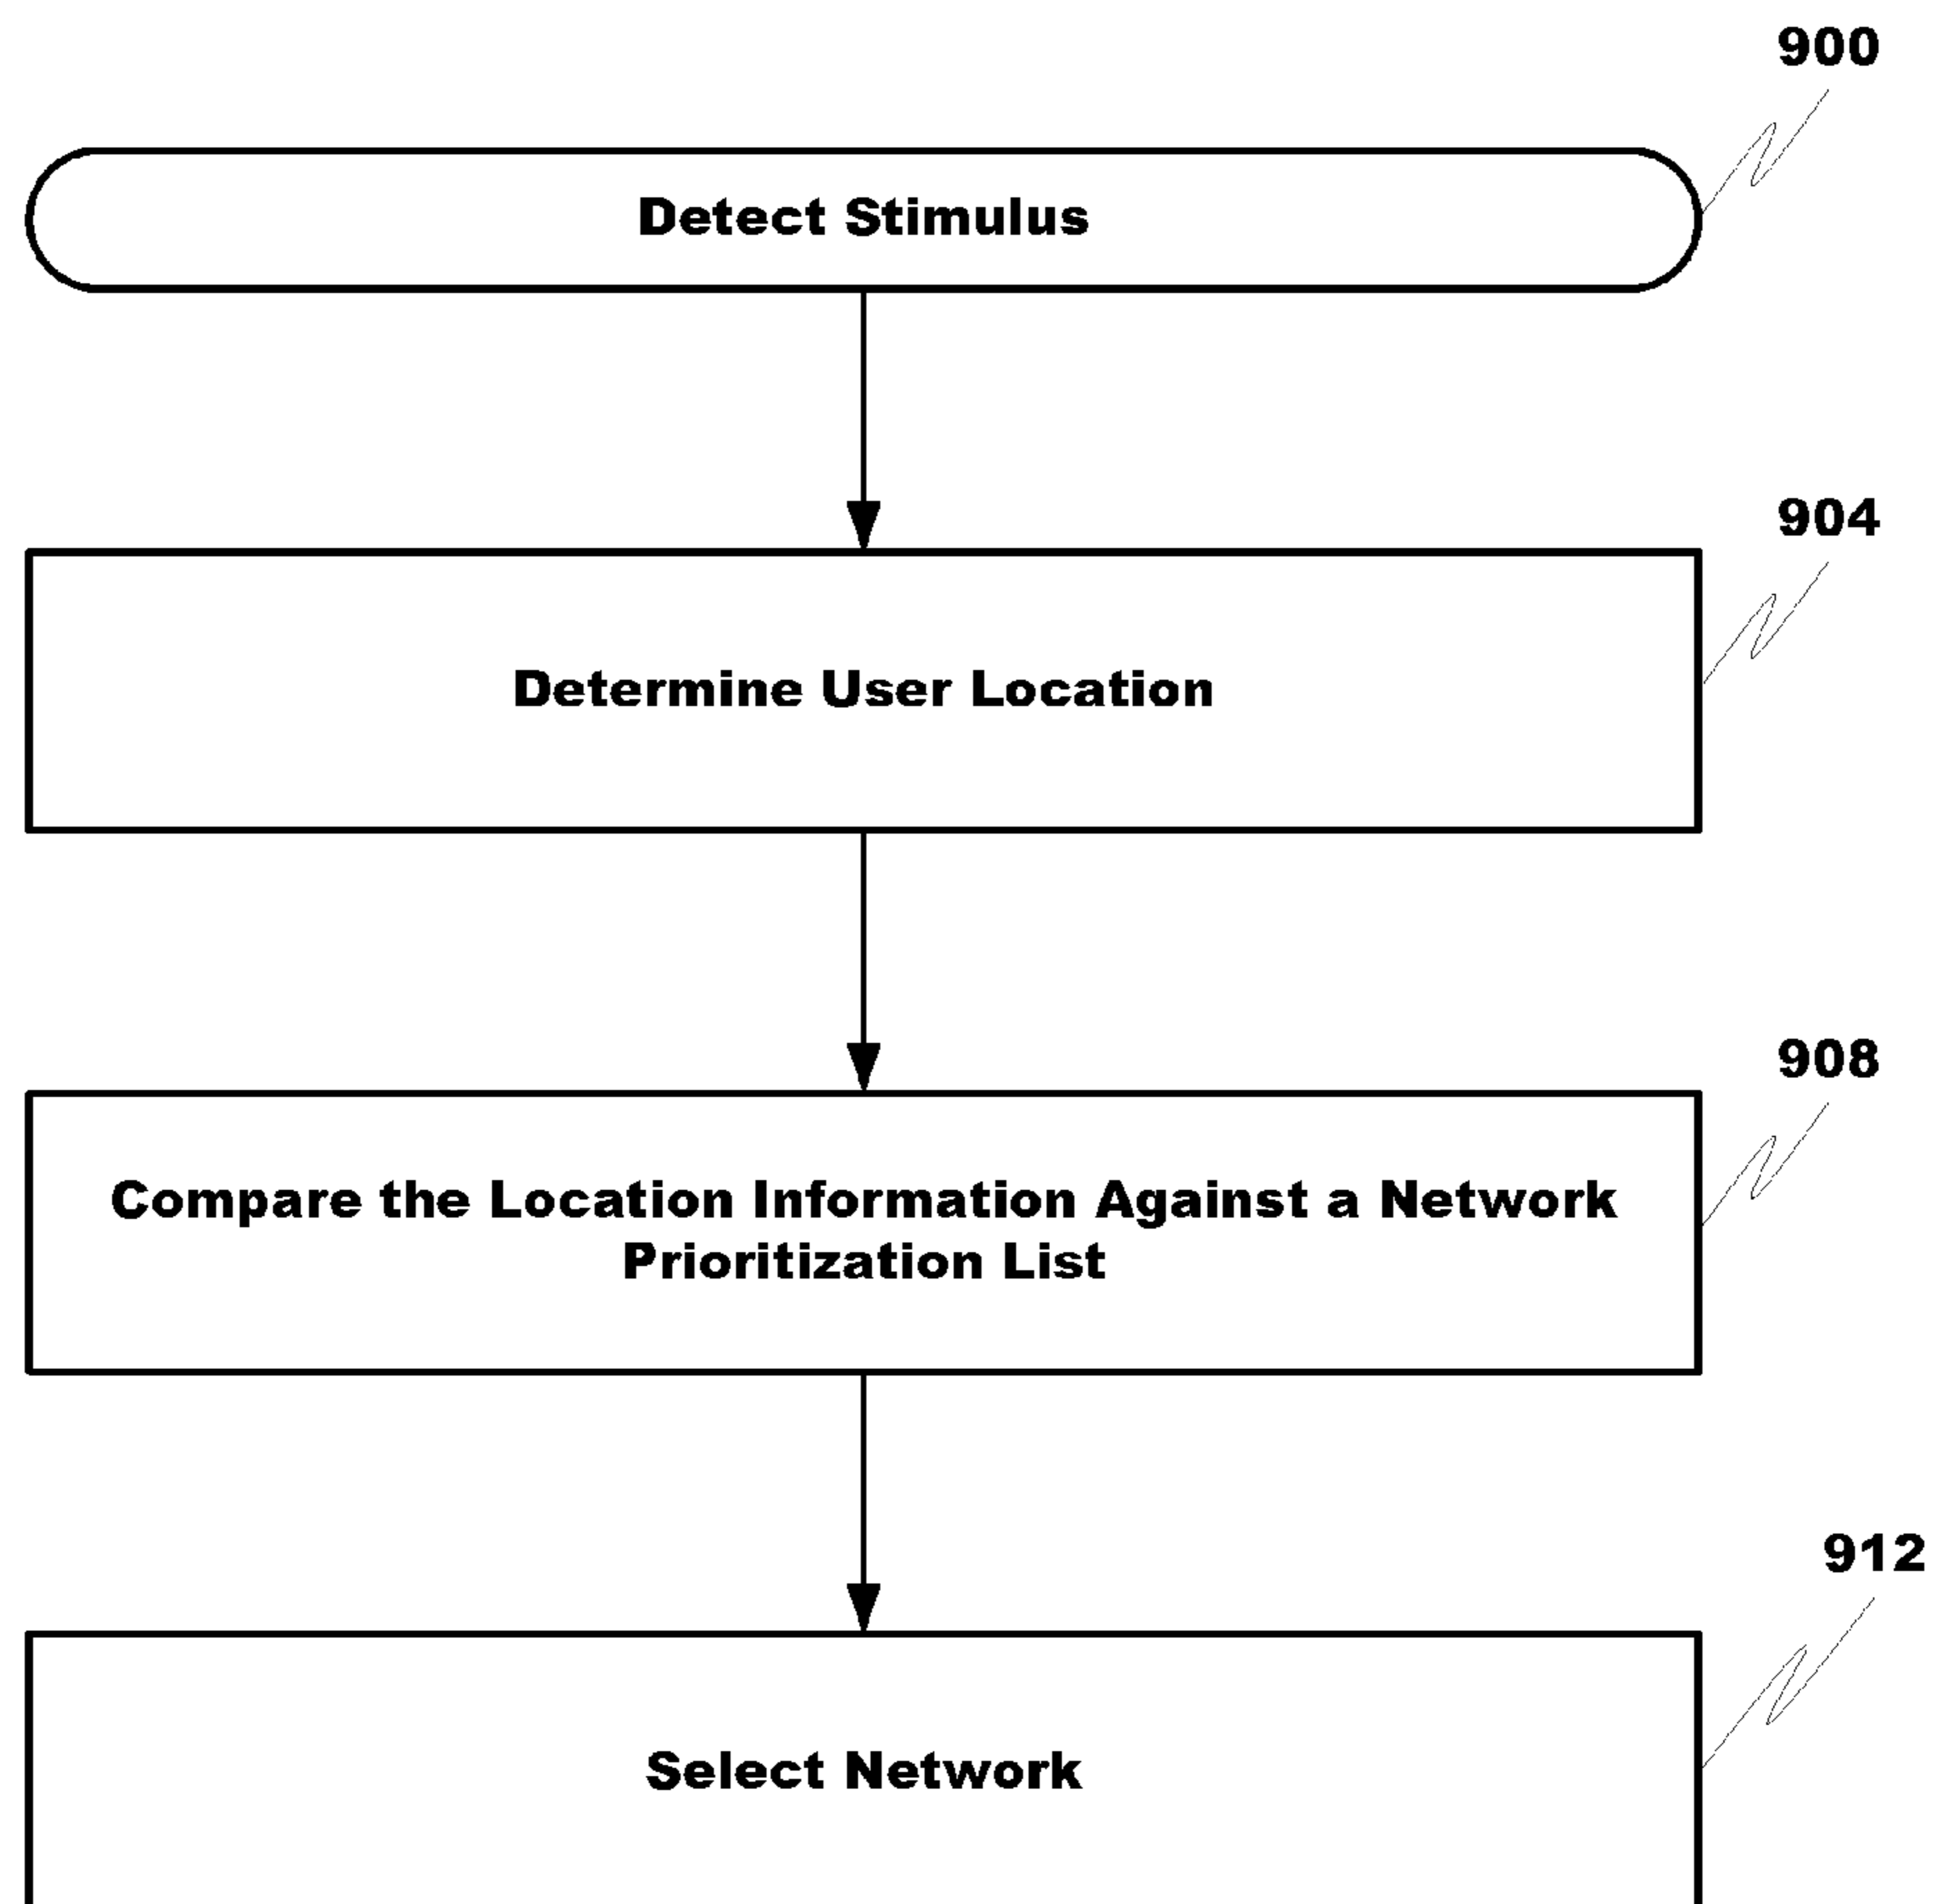 900
Detect Stimulus
904
Determine User Location
908
Compare the Location Information Against a Network
Prioritization List
912
Select Network